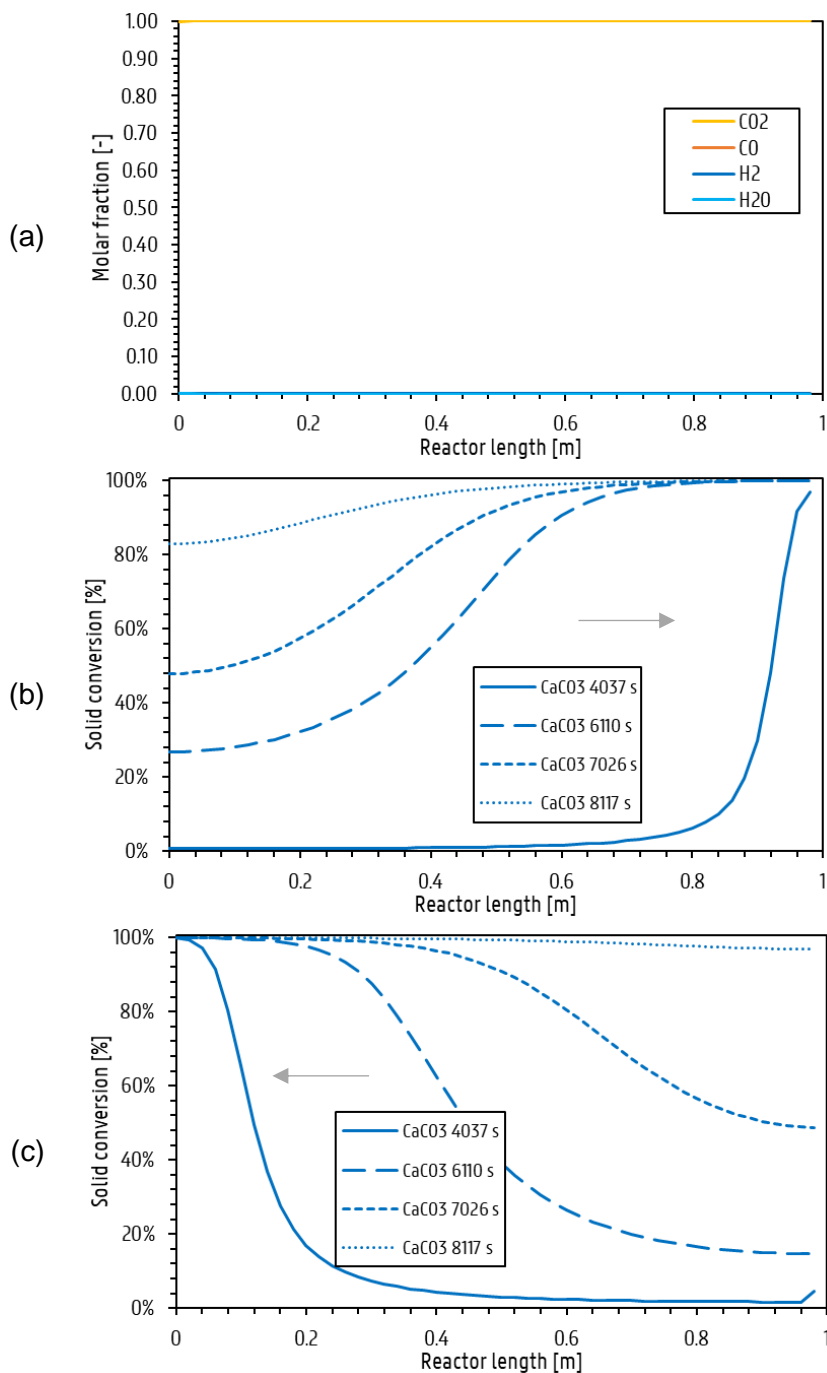 (a)
Molar fraction [-]
1.00
0.90
0.80
0.70
0.60
0.50
0.40
0.30
0.20
0.10
0.00
CO2
CO
H2
H2O
0 0.2 0.4 0.6 0.8 1
Reactor length [m]
(b)
Solid conversion [%]
100%
80%
60%
40%
20%
0%
CaCO3 4037 s
CaCO3 6110 s
CaCO3 7026 s
CaCO3 8117 s
0 0.2 0.4 0.6 0.8 1
Reactor length [m]
(c)
Solid conversion [%]
100%
80%
60%
40%
20%
0%
CaCO3 4037 s
CaCO3 6110 s
CaCO3 7026 s
CaCO3 8117 s
0 0.2 0.4 0.6 0.8 1
Reactor length [m]